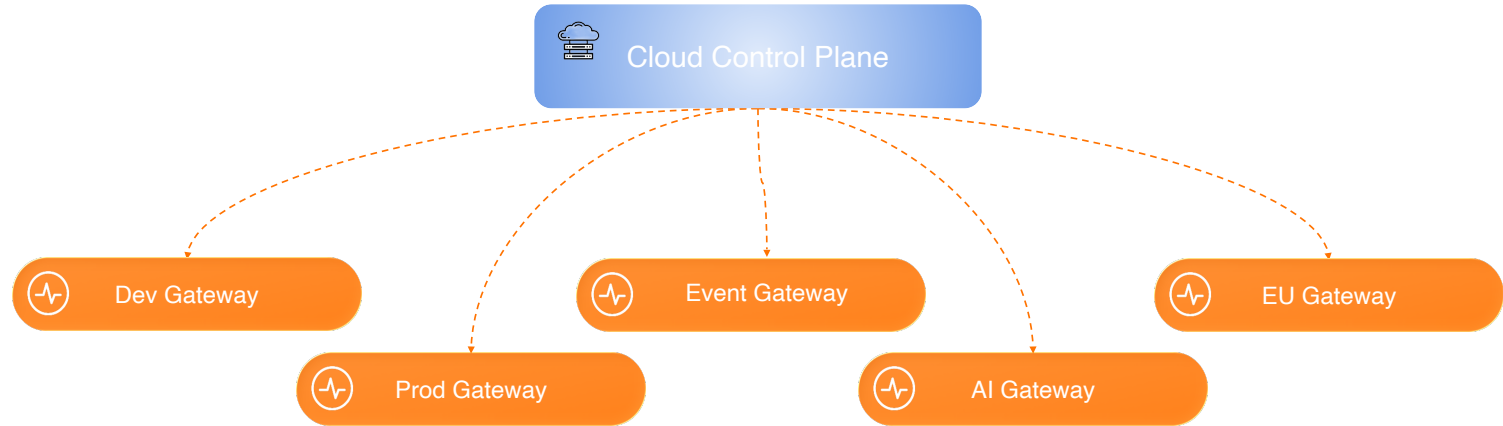 Cloud Control Plane
Dev Gateway
Event Gateway
EU Gateway
Prod Gateway
AI Gateway